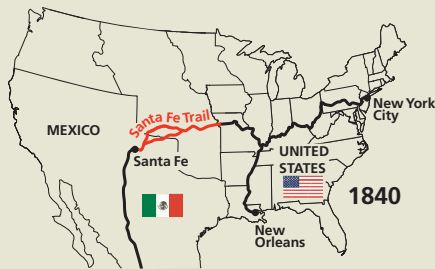 Santa Fe Trail
New York
City
MEXICO
Santa Fe
UNITED
STATES
1840
New
Orleans